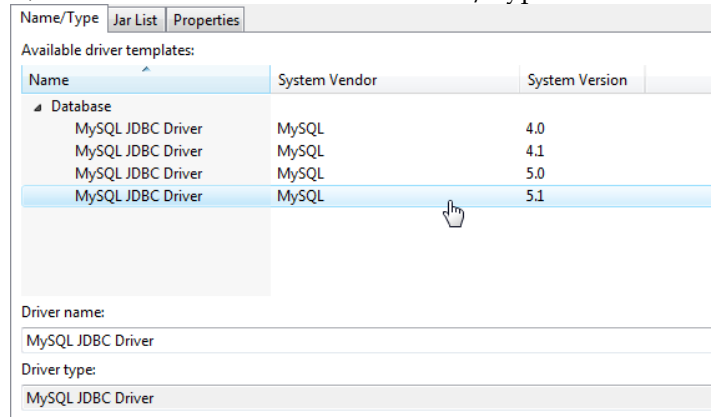 Name/Type Jar List Properties
Available driver templates:
Name System Vendor System Version
Database
MySQL JDBC Driver MySQL 4.0
MySQL JDBC Driver MySQL 4.1
MySQL JDBC Driver MySQL 5.0
MySQL JDBC Driver MySQL 5.1
Driver name:
MySQL JDBC Driver
Driver type:
MySQL JDBC Driver